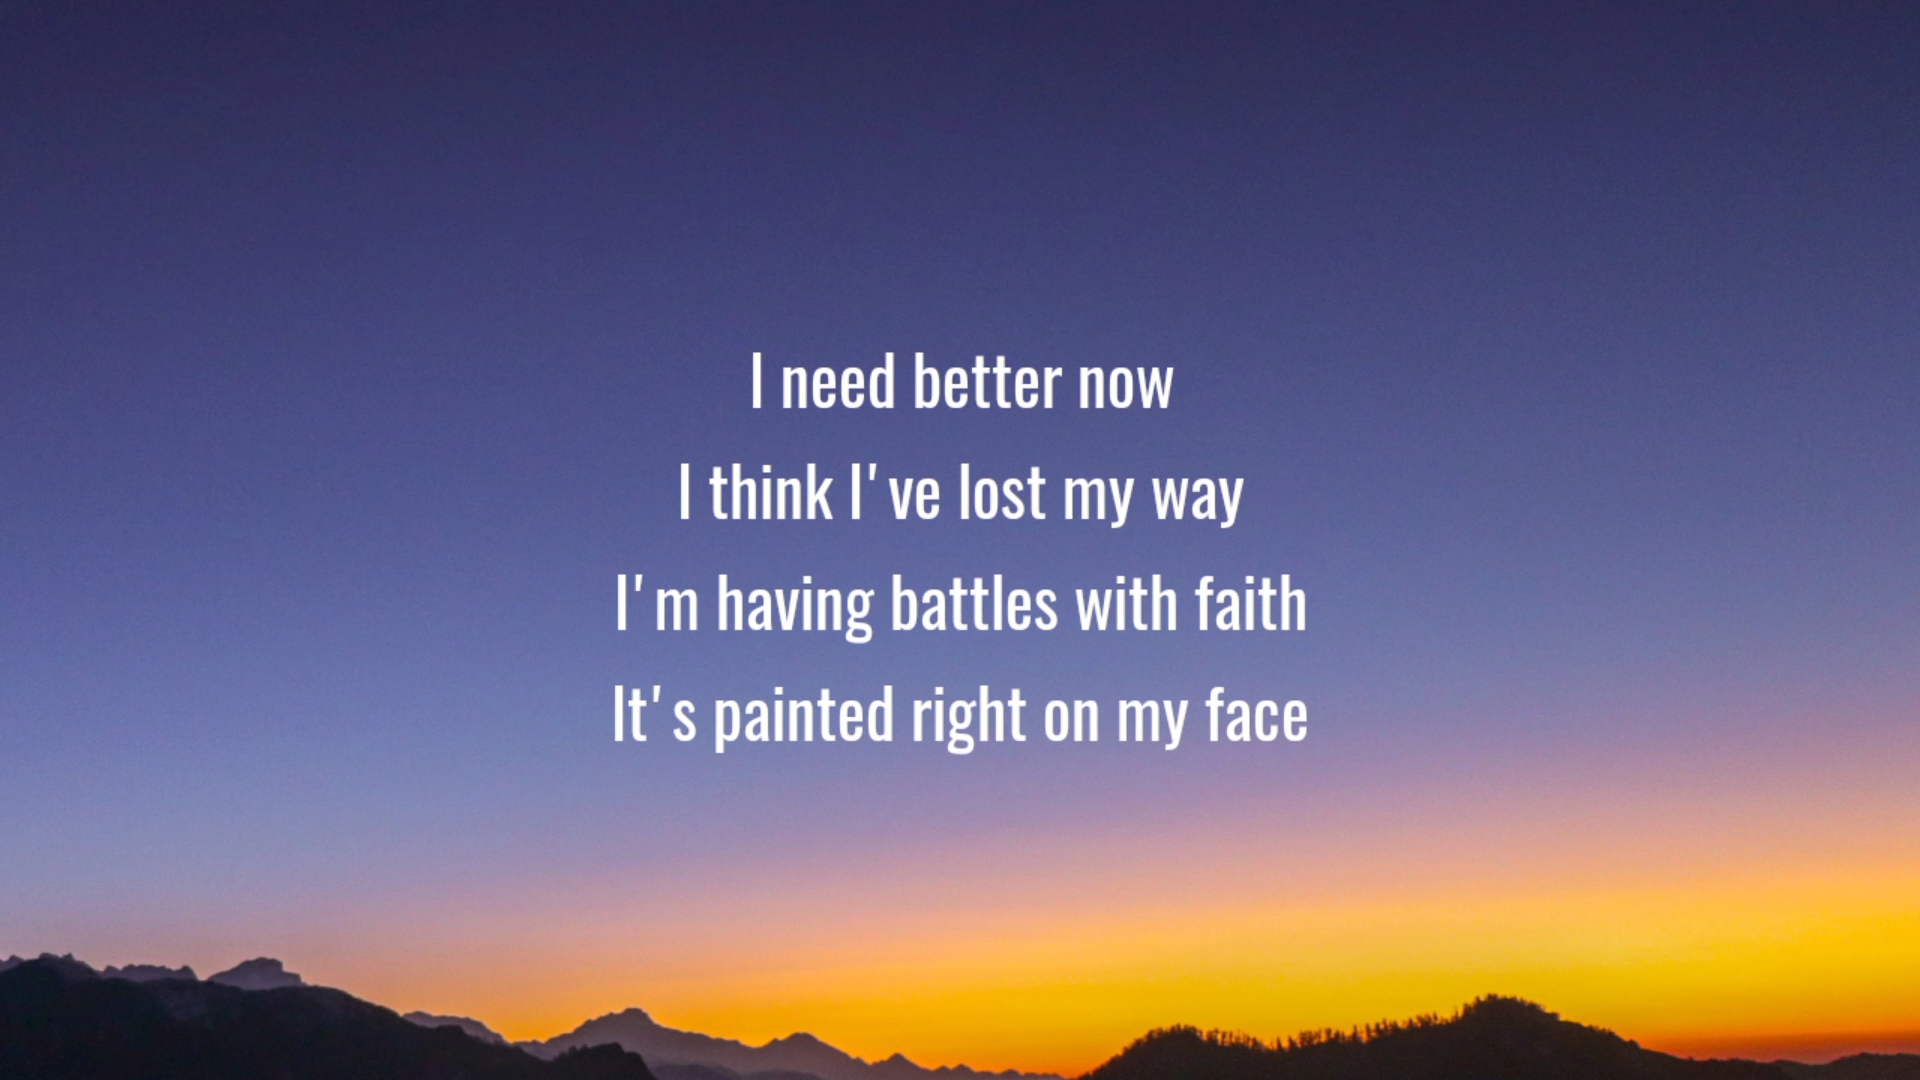 I need better now
I think I've lost my way
I'm having battles with faith
It's painted right on my face